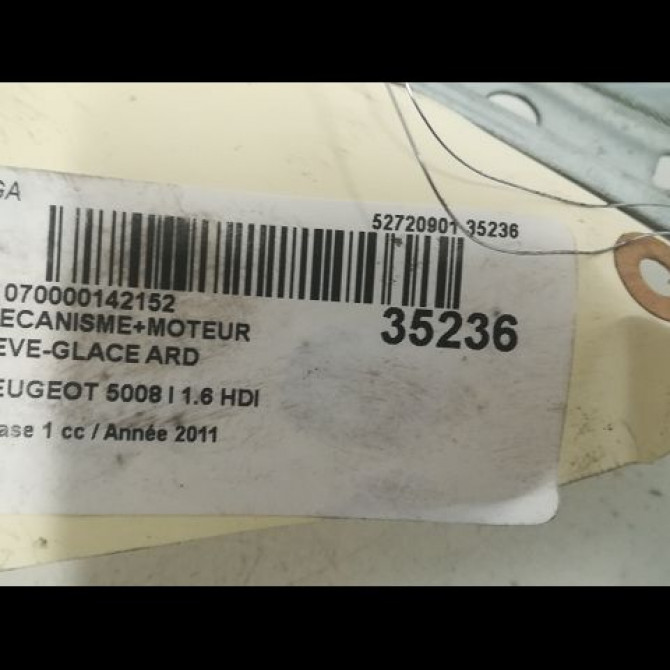 GA
52720901 35236
070000142152
35236
ECANISME+MOTEUR
EVE-GLACE ARD
EUGEOT 5008 I 1.6 HDI
ase 1 cc / Année 2011